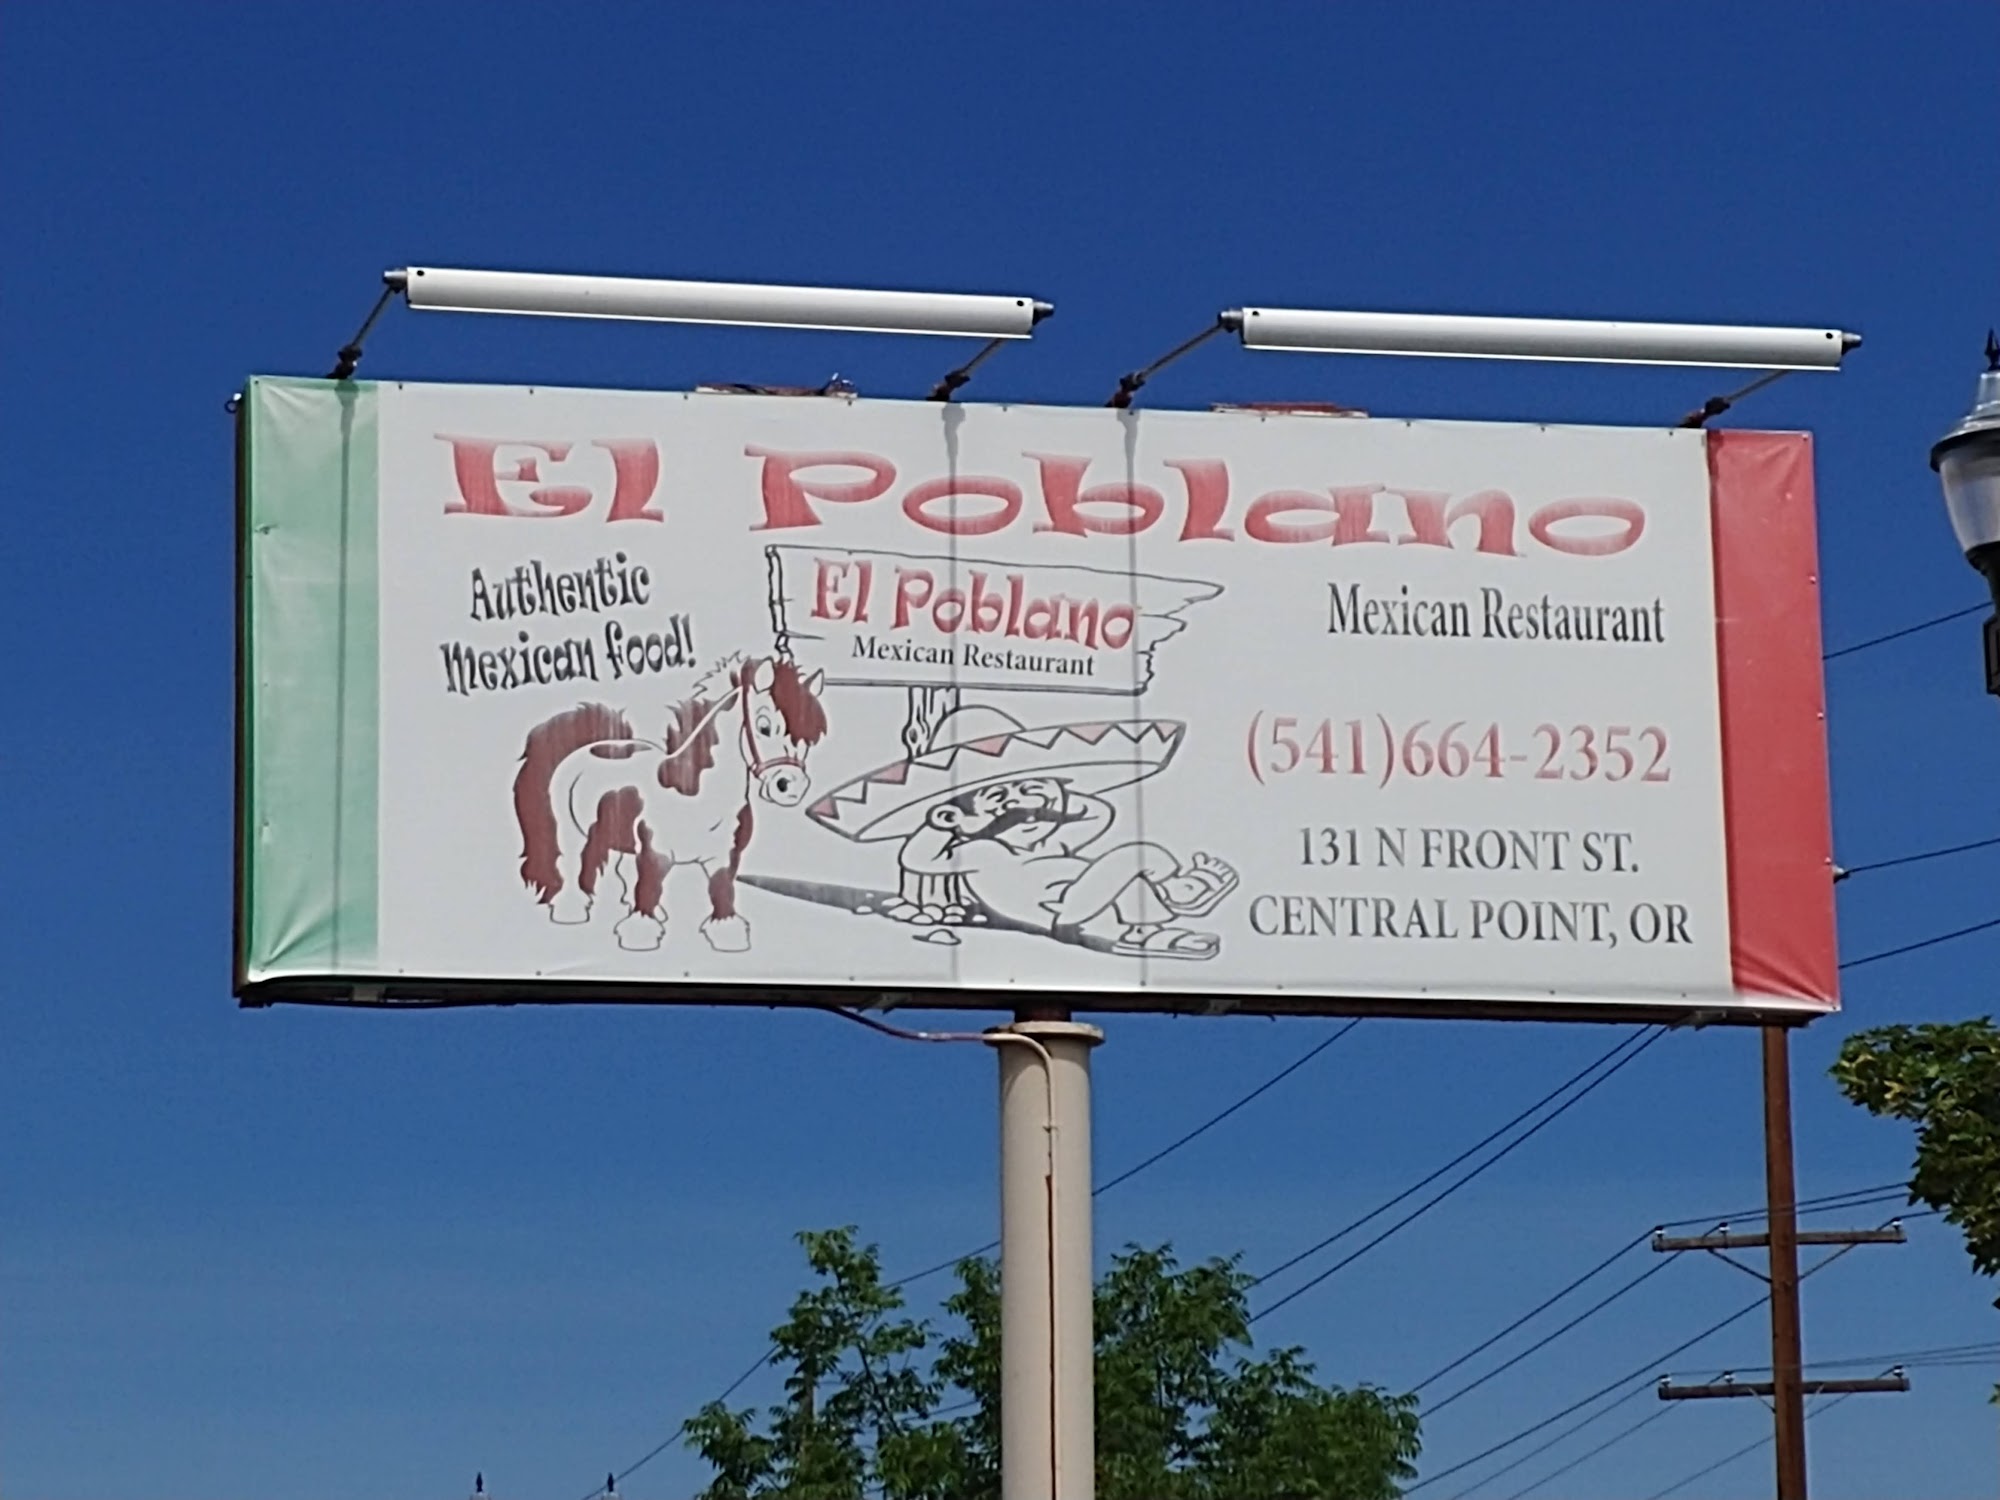 El Poblano
Authentic
Mexican food!
El Poblano
Mexican Restaurant
Mexican Restaurant
(541)664-2352
131 N FRONT ST.
CENTRAL POINT, OR